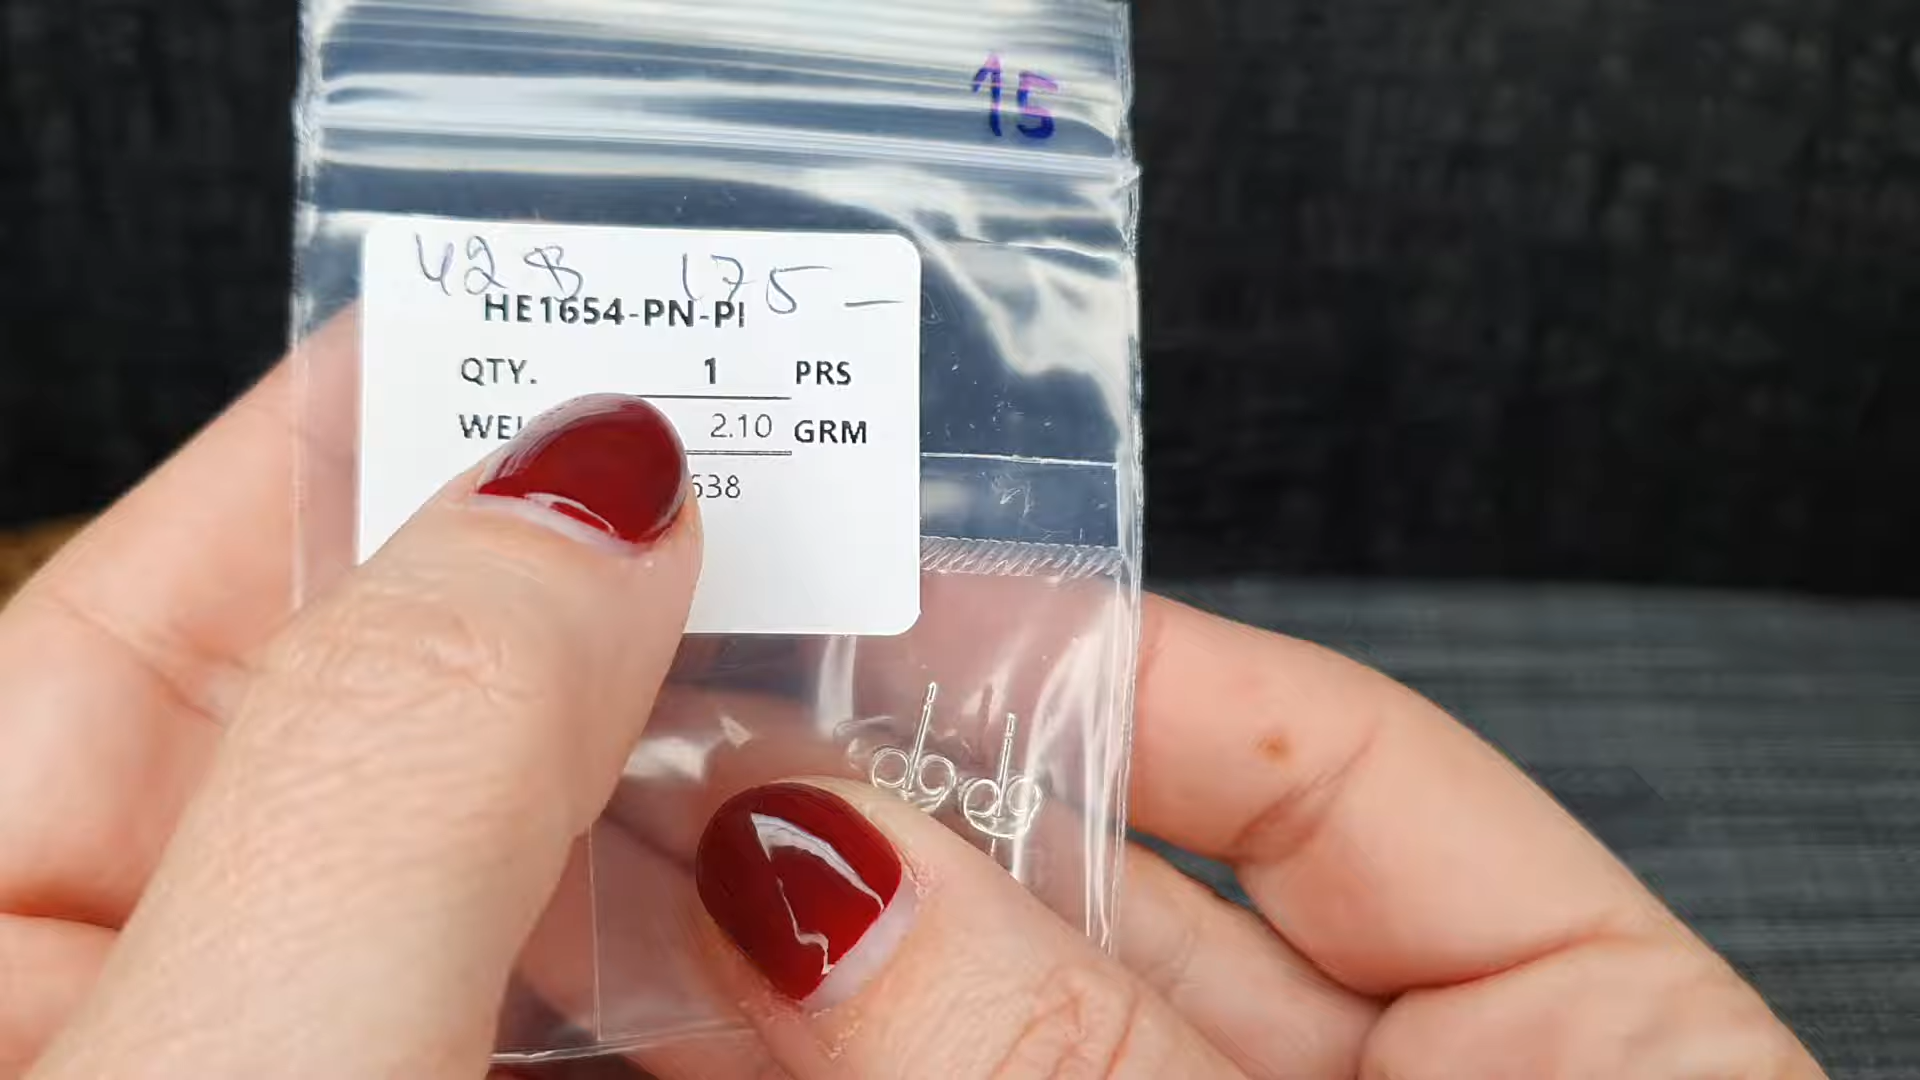 15
428 175-
HE1654-PN-PI
QTY. 1 PRS
2.10 GRM
638